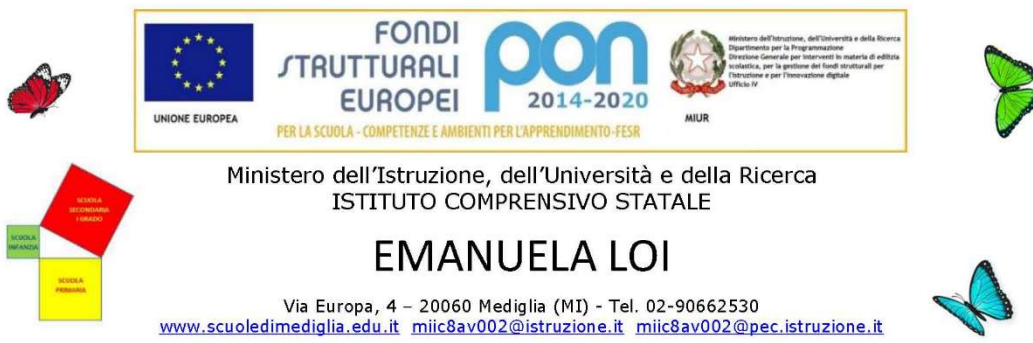 UNIONE EUROPEA
FONDI
STRUTTURALI
EUROPEI
pon
2014-2020
PER LA SCUOLA - COMPETENZE E AMBIENTI PER L'APPRENDIMENTO-FESR
MIUR
Ministero dell'Istruzione, dell'Università e della Ricerca
Dipartimento per la Programmazione
Direzione Generale per interventi in materia di edilizia
scolastica, per la gestione dei fondi strutturali per
l'istruzione e per l'innovazione digitale
Ufficio IV
Ministero dell'Istruzione, dell'Università e della Ricerca
ISTITUTO COMPRENSIVO STATALE
SCUOLA
SECONDARIA
I GRADO
SCUOLA
INFANZIA
SCUOLA
PRIMARIA
EMANUELA LOI
Via Europa, 4 – 20060 Mediglia (MI) - Tel. 02-90662530
www.scuoledimediglia.edu.it miic8av002@istruzione.it miic8av002@pec.istruzione.it